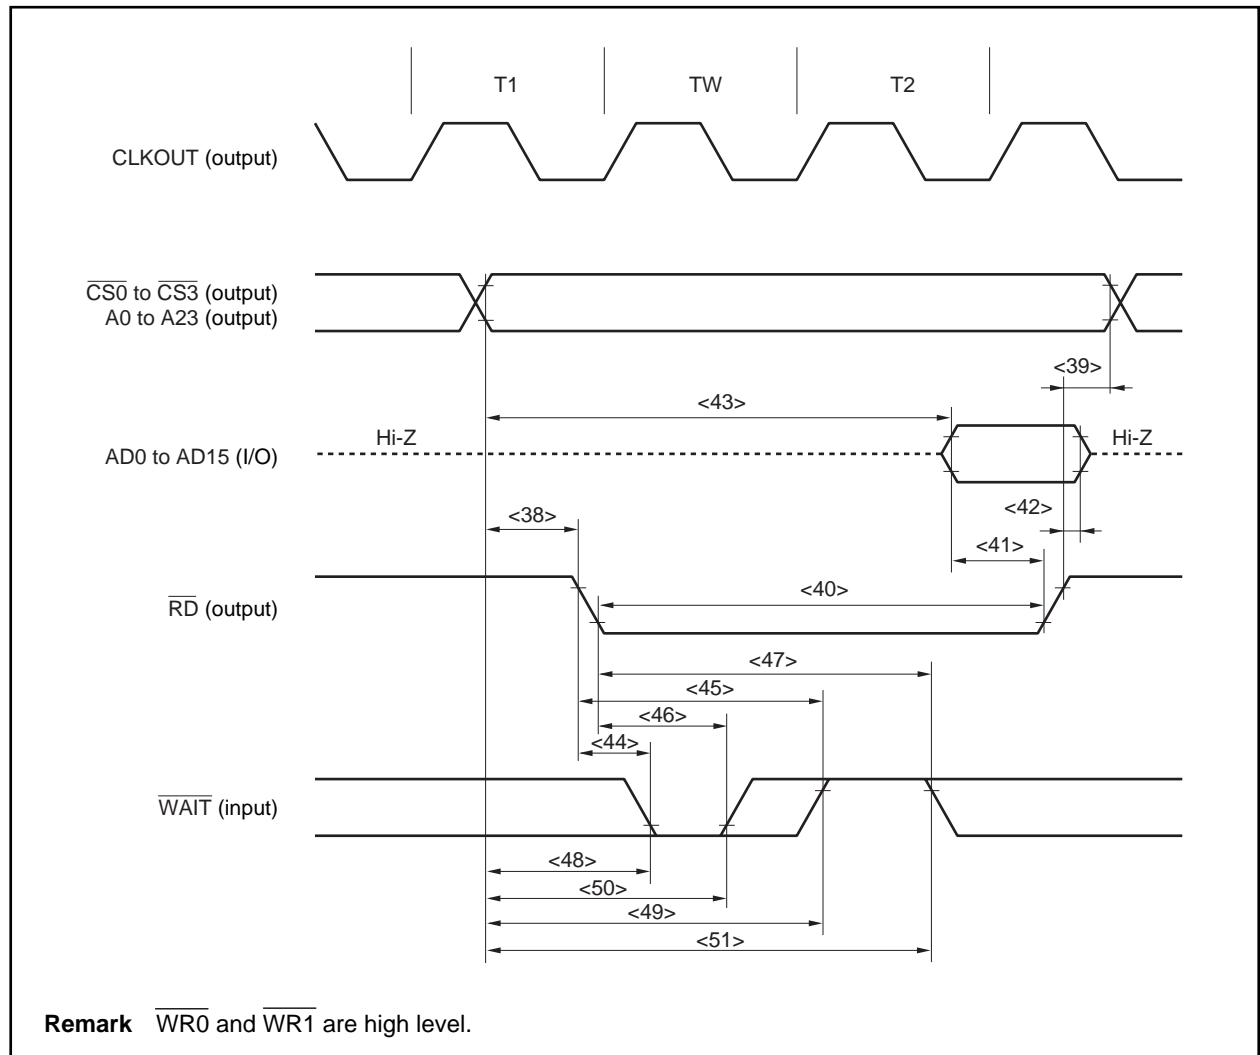 T1 TW T2
CLKOUT (output)
CS0 to CS3 (output)
A0 to A23 (output)
<39>
<43>
Hi-Z Hi-Z
AD0 to AD15 (I/O)
<38> <42>
<41>
<40>
RD (output)
<47>
<45>
<46>
<44>
WAIT (input)
<48>
<50>
<49>
<51>
Remark WR0 and WR1 are high level.